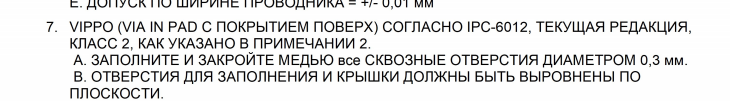 Е. ДОПУСК ПО ШИРИНЕ ПРОВОДНИКА = +/- 0,01 мм
7. VIPPO (VIA IN PAD С ПОКРЫТИЕМ ПОВЕРХ) СОГЛАСНО IPC-6012, ТЕКУЩАЯ РЕДАКЦИЯ,
КЛАСС 2, КАК УКАЗАНО В ПРИМЕЧАНИИ 2.
А. ЗАПОЛНИТЕ И ЗАКРОЙТЕ МЕДЬЮ все СКВОЗНЫЕ ОТВЕРСТИЯ ДИАМЕТРОМ 0,3 мм.
В. ОТВЕРСТИЯ ДЛЯ ЗАПОЛНЕНИЯ И КРЫШКИ ДОЛЖНЫ БЫТЬ ВЫРОВНЕНЫ ПО
ПЛОСКОСТИ.